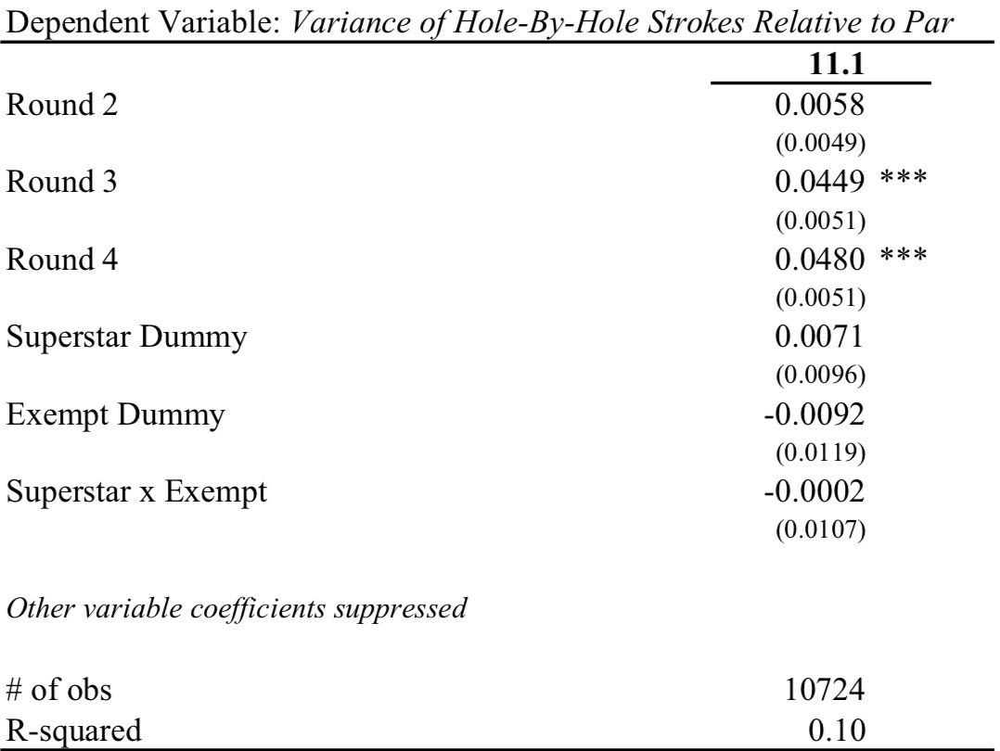 Dependent Variable: Variance of Hole-By-Hole Strokes Relative to Par
11.1
Round 2 0.0058
(0.0049)
Round 3 0.0449 ***
(0.0051)
Round 4 0.0480 ***
(0.0051)
Superstar Dummy 0.0071
(0.0096)
Exempt Dummy -0.0092
(0.0119)
Superstar x Exempt -0.0002
(0.0107)
Other variable coefficients suppressed
# of obs 10724
R-squared 0.10